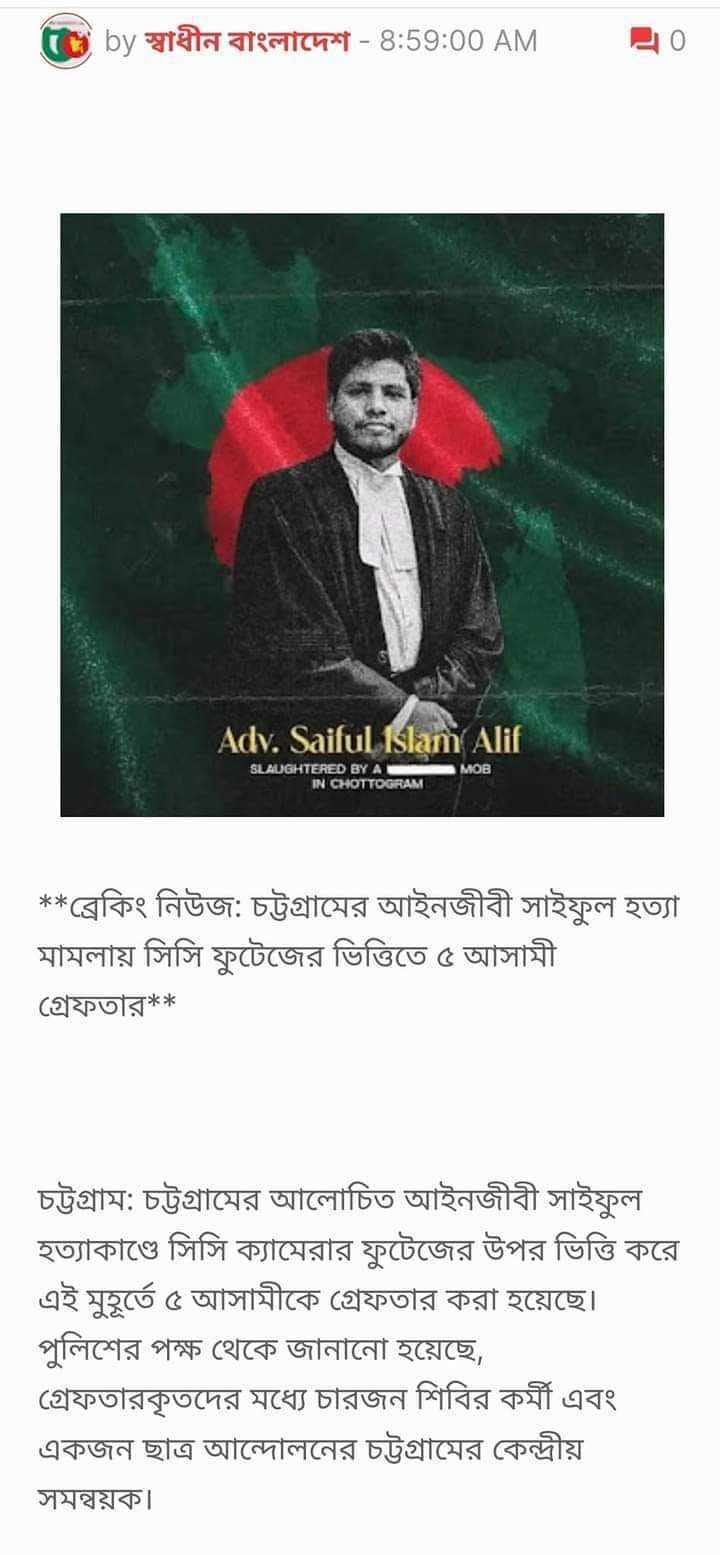 by স্বাধীন বাংলাদেশ - 8:59:00 AM 0
Adv. Saiful Islam Alif
SLAUGHTERED BY A MOB
IN CHOTTOGRAM
**ব্রেকিং নিউজ: চট্টগ্রামের আইনজীবী সাইফুল হত্যা
মামলায় সিসি ফুটেজের ভিত্তিতে ৫ আসামী
গ্রেফতার**
চট্টগ্রাম: চট্টগ্রামের আলোচিত আইনজীবী সাইফুল
হত্যাকাণ্ডে সিসি ক্যামেরার ফুটেজের উপর ভিত্তি করে
এই মুহূর্তে ৫ আসামীকে গ্রেফতার করা হয়েছে।
পুলিশের পক্ষ থেকে জানানো হয়েছে,
গ্রেফতারকৃতদের মধ্যে চারজন শিবির কর্মী এবং
একজন ছাত্র আন্দোলনের চট্টগ্রামের কেন্দ্রীয়
সমন্বয়ক।